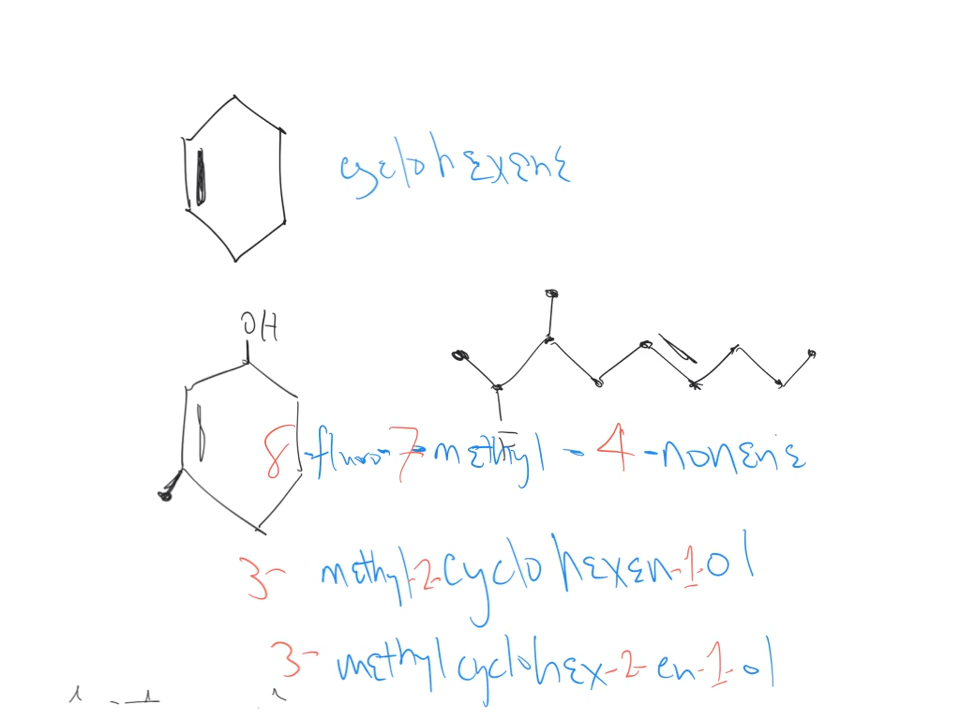 cyclohexene
OH
F
8-fluoro-7-methyl-4-nonene
3-methyl-2-cyclohexen-1-ol
3-methylcyclohex-2-en-1-ol